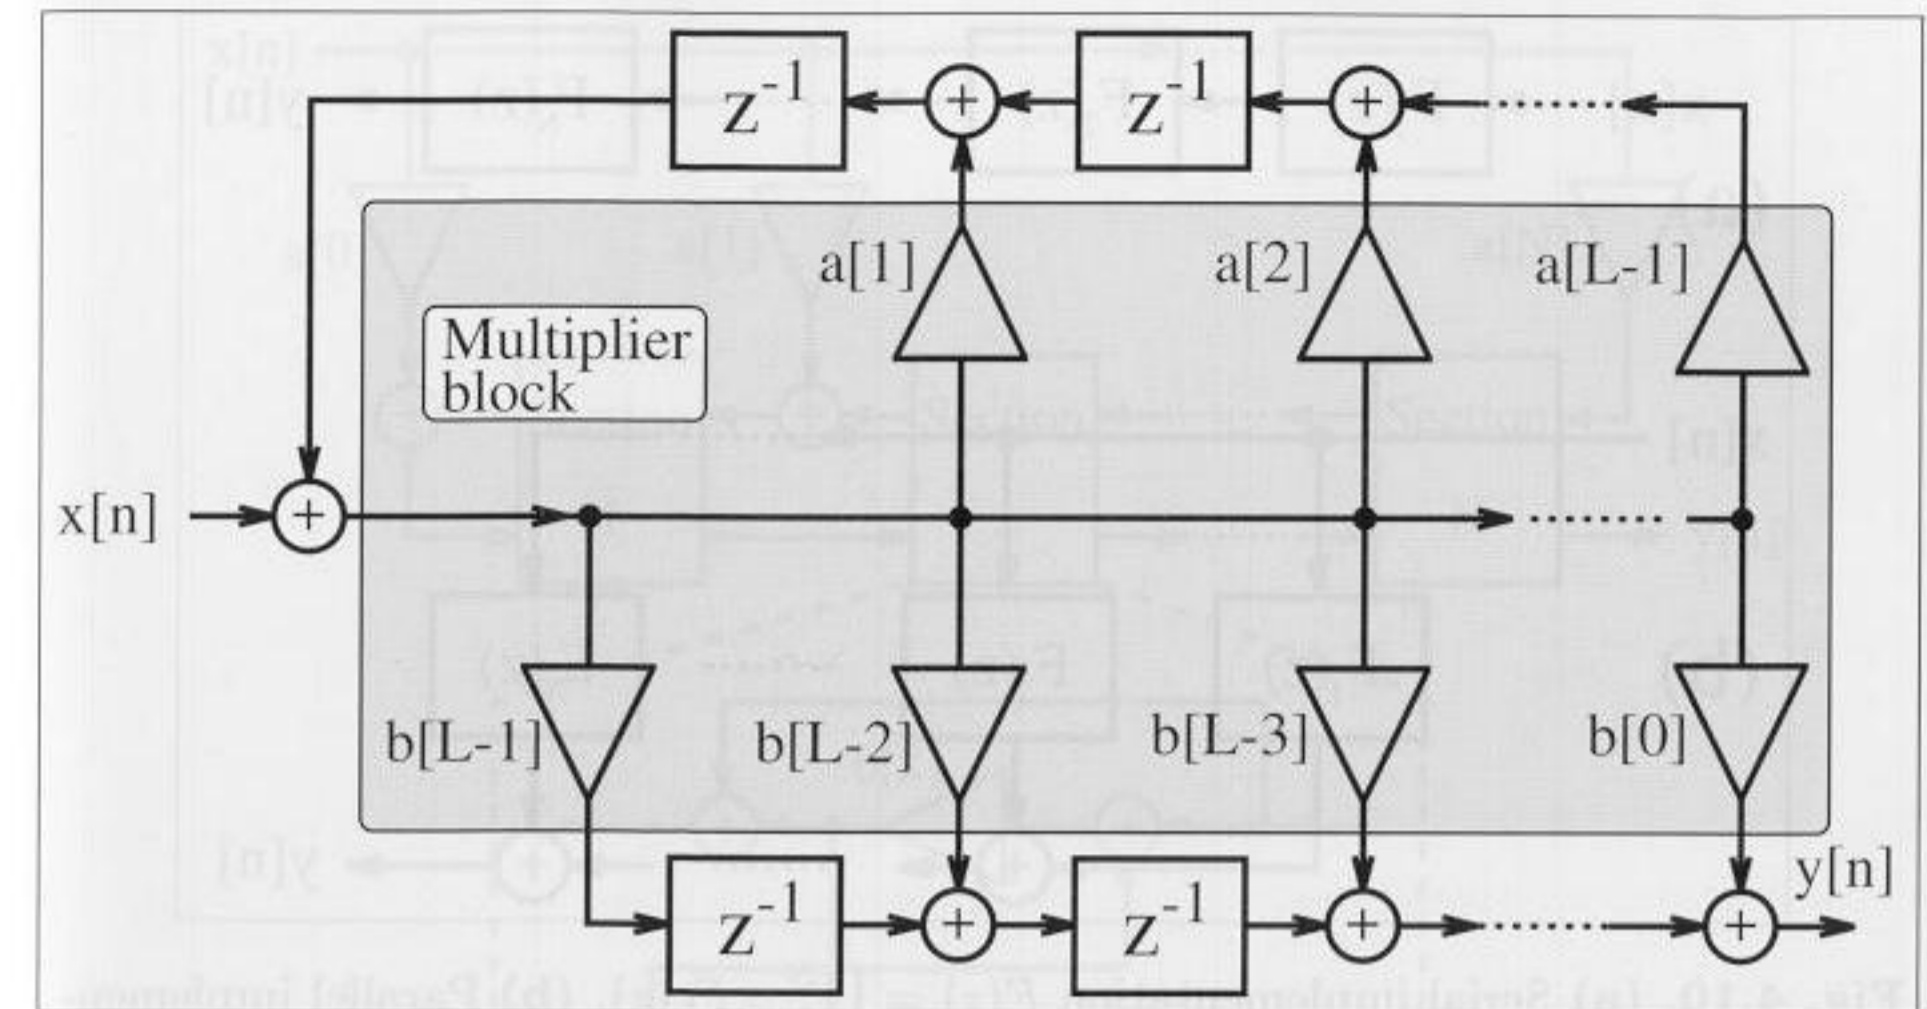 z-1 + z-1 +
a[1] a[2] a[L-1]
Multiplier
block
x[n] +
b[L-1] b[L-2] b[L-3] b[0]
y[n]
z-1 + z-1 + +